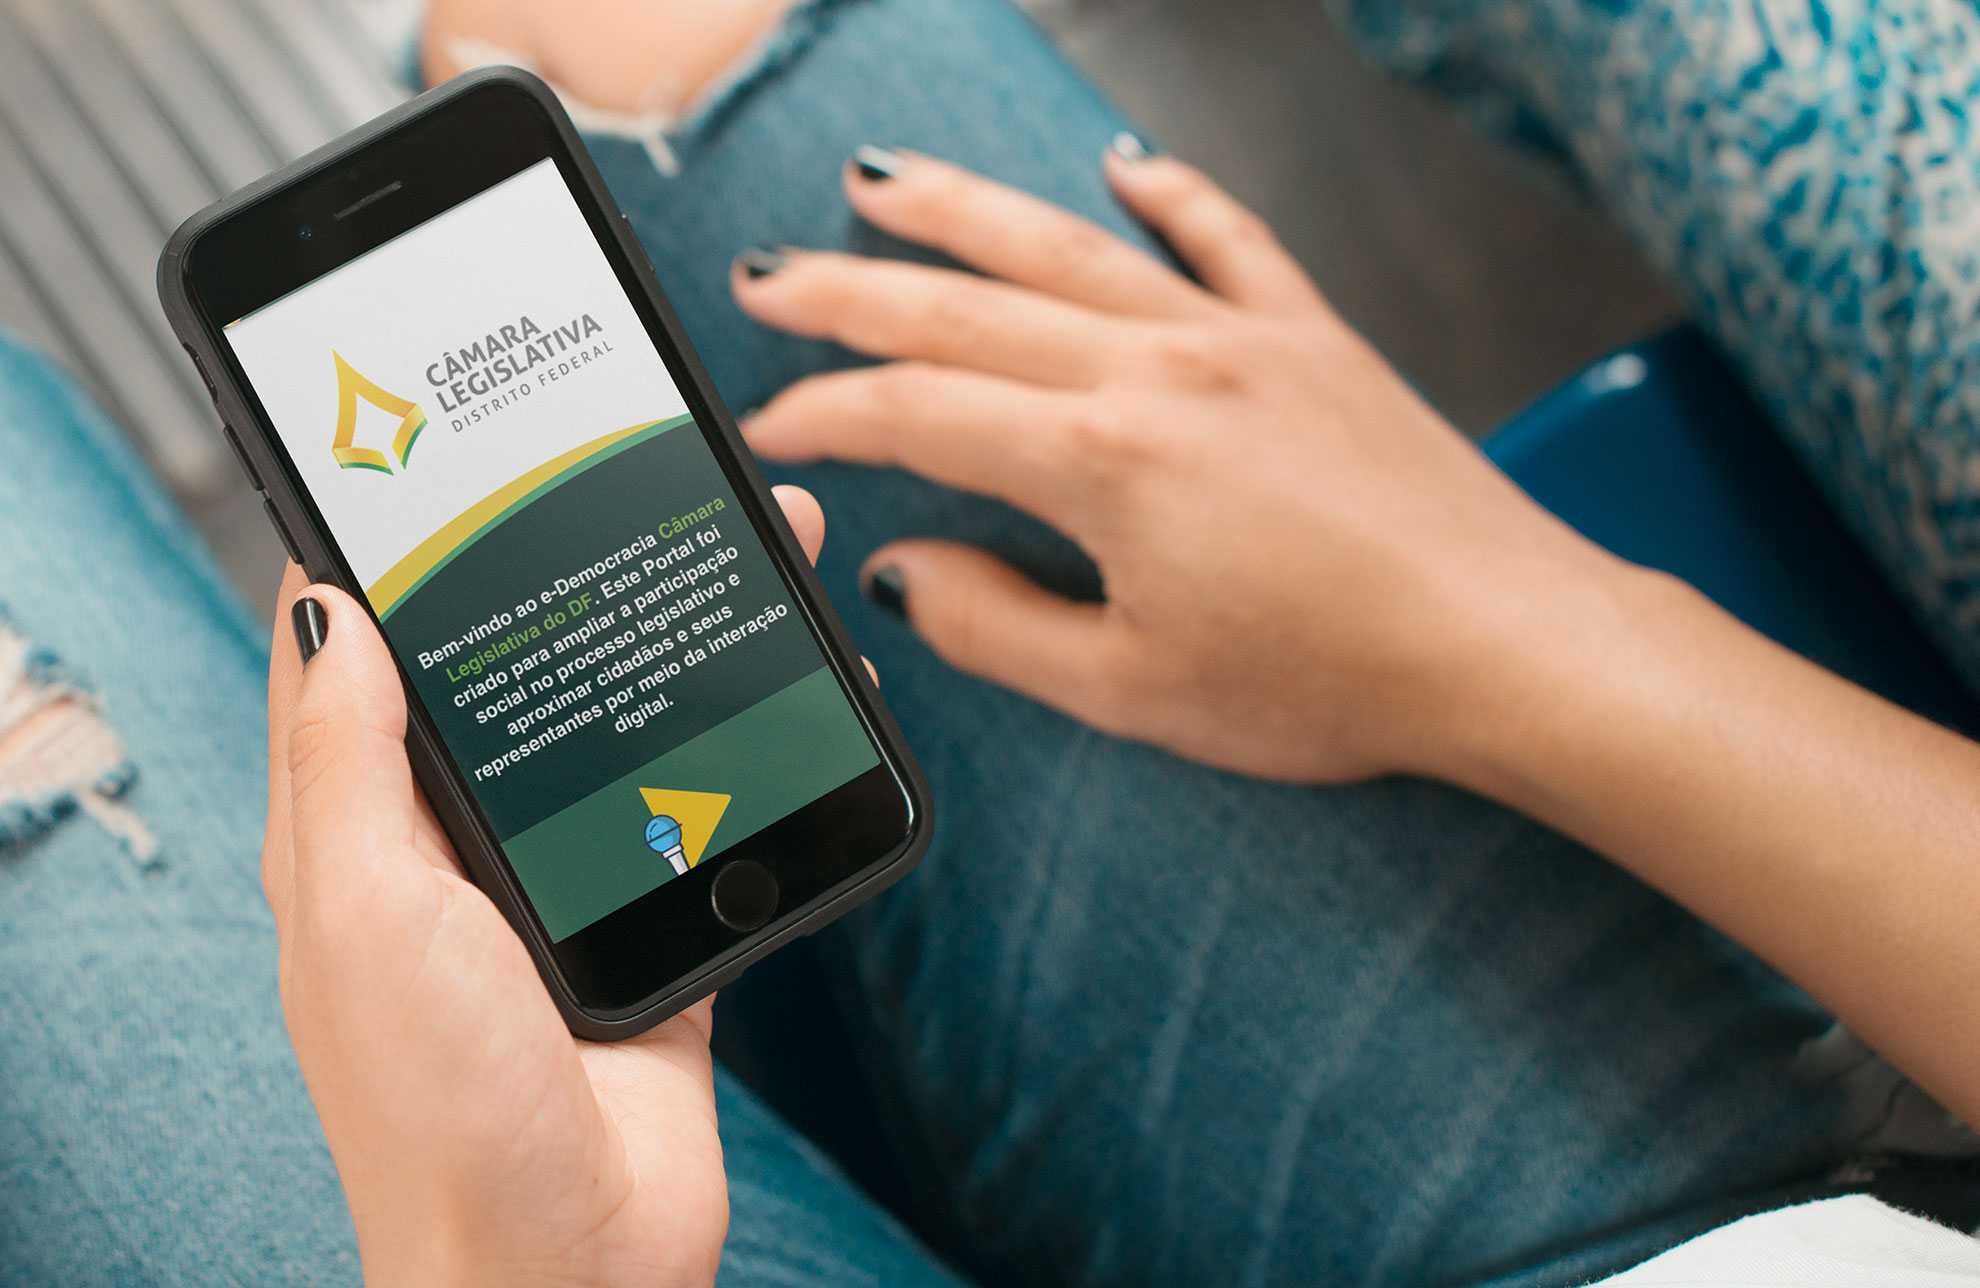 CÂMARA
LEGISLATIVA
DISTRITO FEDERAL
Bem-vindo ao e-Democracia Câmara
Legislativa do DF. Este Portal foi
criado para ampliar a participação
social no processo legislativo e
aproximar cidadãos e seus
representantes por meio da interação
digital.